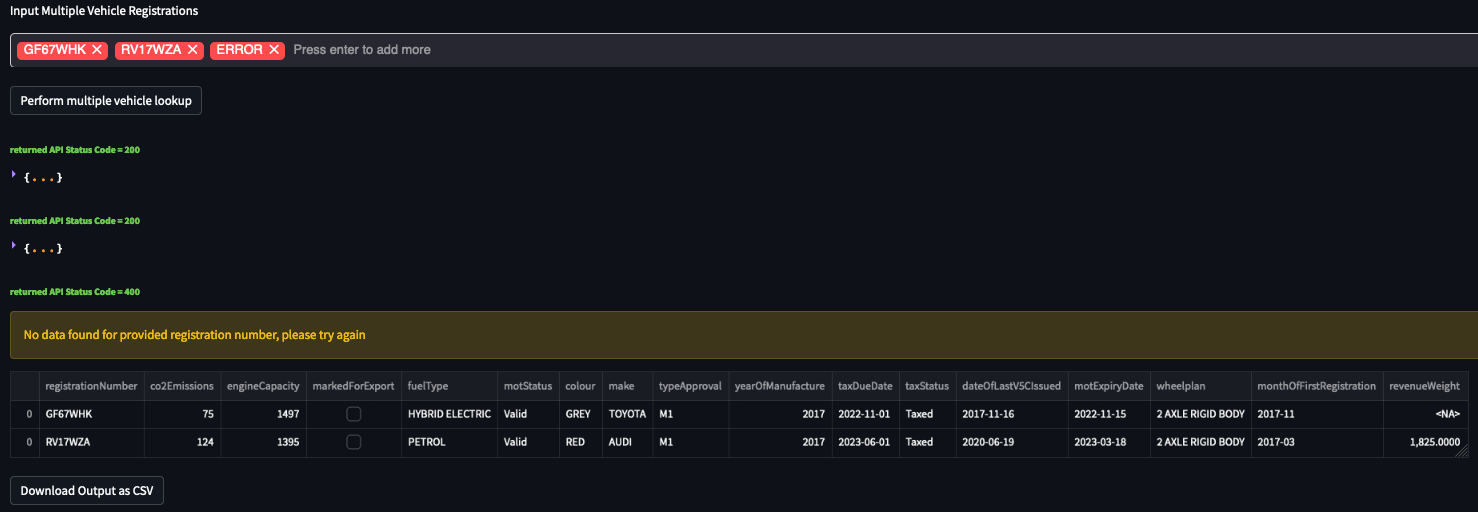 Input Multiple Vehicle Registrations
GF67WHK ✕ RV17WZA ✕ ERROR ✕ Press enter to add more
Perform multiple vehicle lookup
returned API Status Code = 200
{...}
returned API Status Code = 200
{...}
returned API Status Code = 400
No data found for provided registration number, please try again
registrationNumber co2Emissions engineCapacity markedForExport fuelType motStatus colour make typeApproval yearOfManufacture taxDueDate taxStatus dateOfLastV5CIssued motExpiryDate wheelplan monthOfFirstRegistration revenueWeight
0 GF67WHK 75 1497 HYBRID ELECTRIC Valid GREY TOYOTA M1 2017 2022-11-01 Taxed 2017-11-16 2022-11-15 2 AXLE RIGID BODY 2017-11 <NA>
0 RV17WZA 124 1395 PETROL Valid RED AUDI M1 2017 2023-06-01 Taxed 2020-06-19 2023-03-18 2 AXLE RIGID BODY 2017-03 1,825.0000
Download Output as CSV